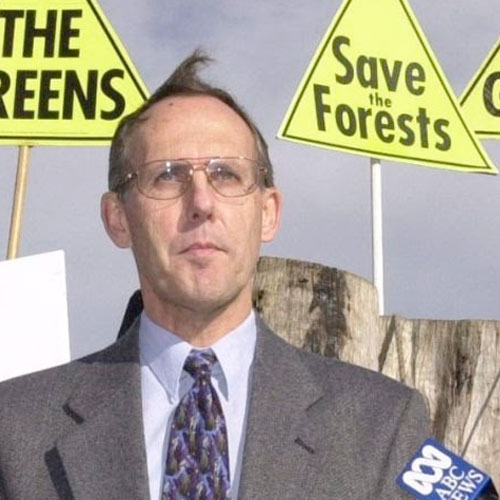 THE
REENS
Save
the
Forests
G
ABC
NEWS